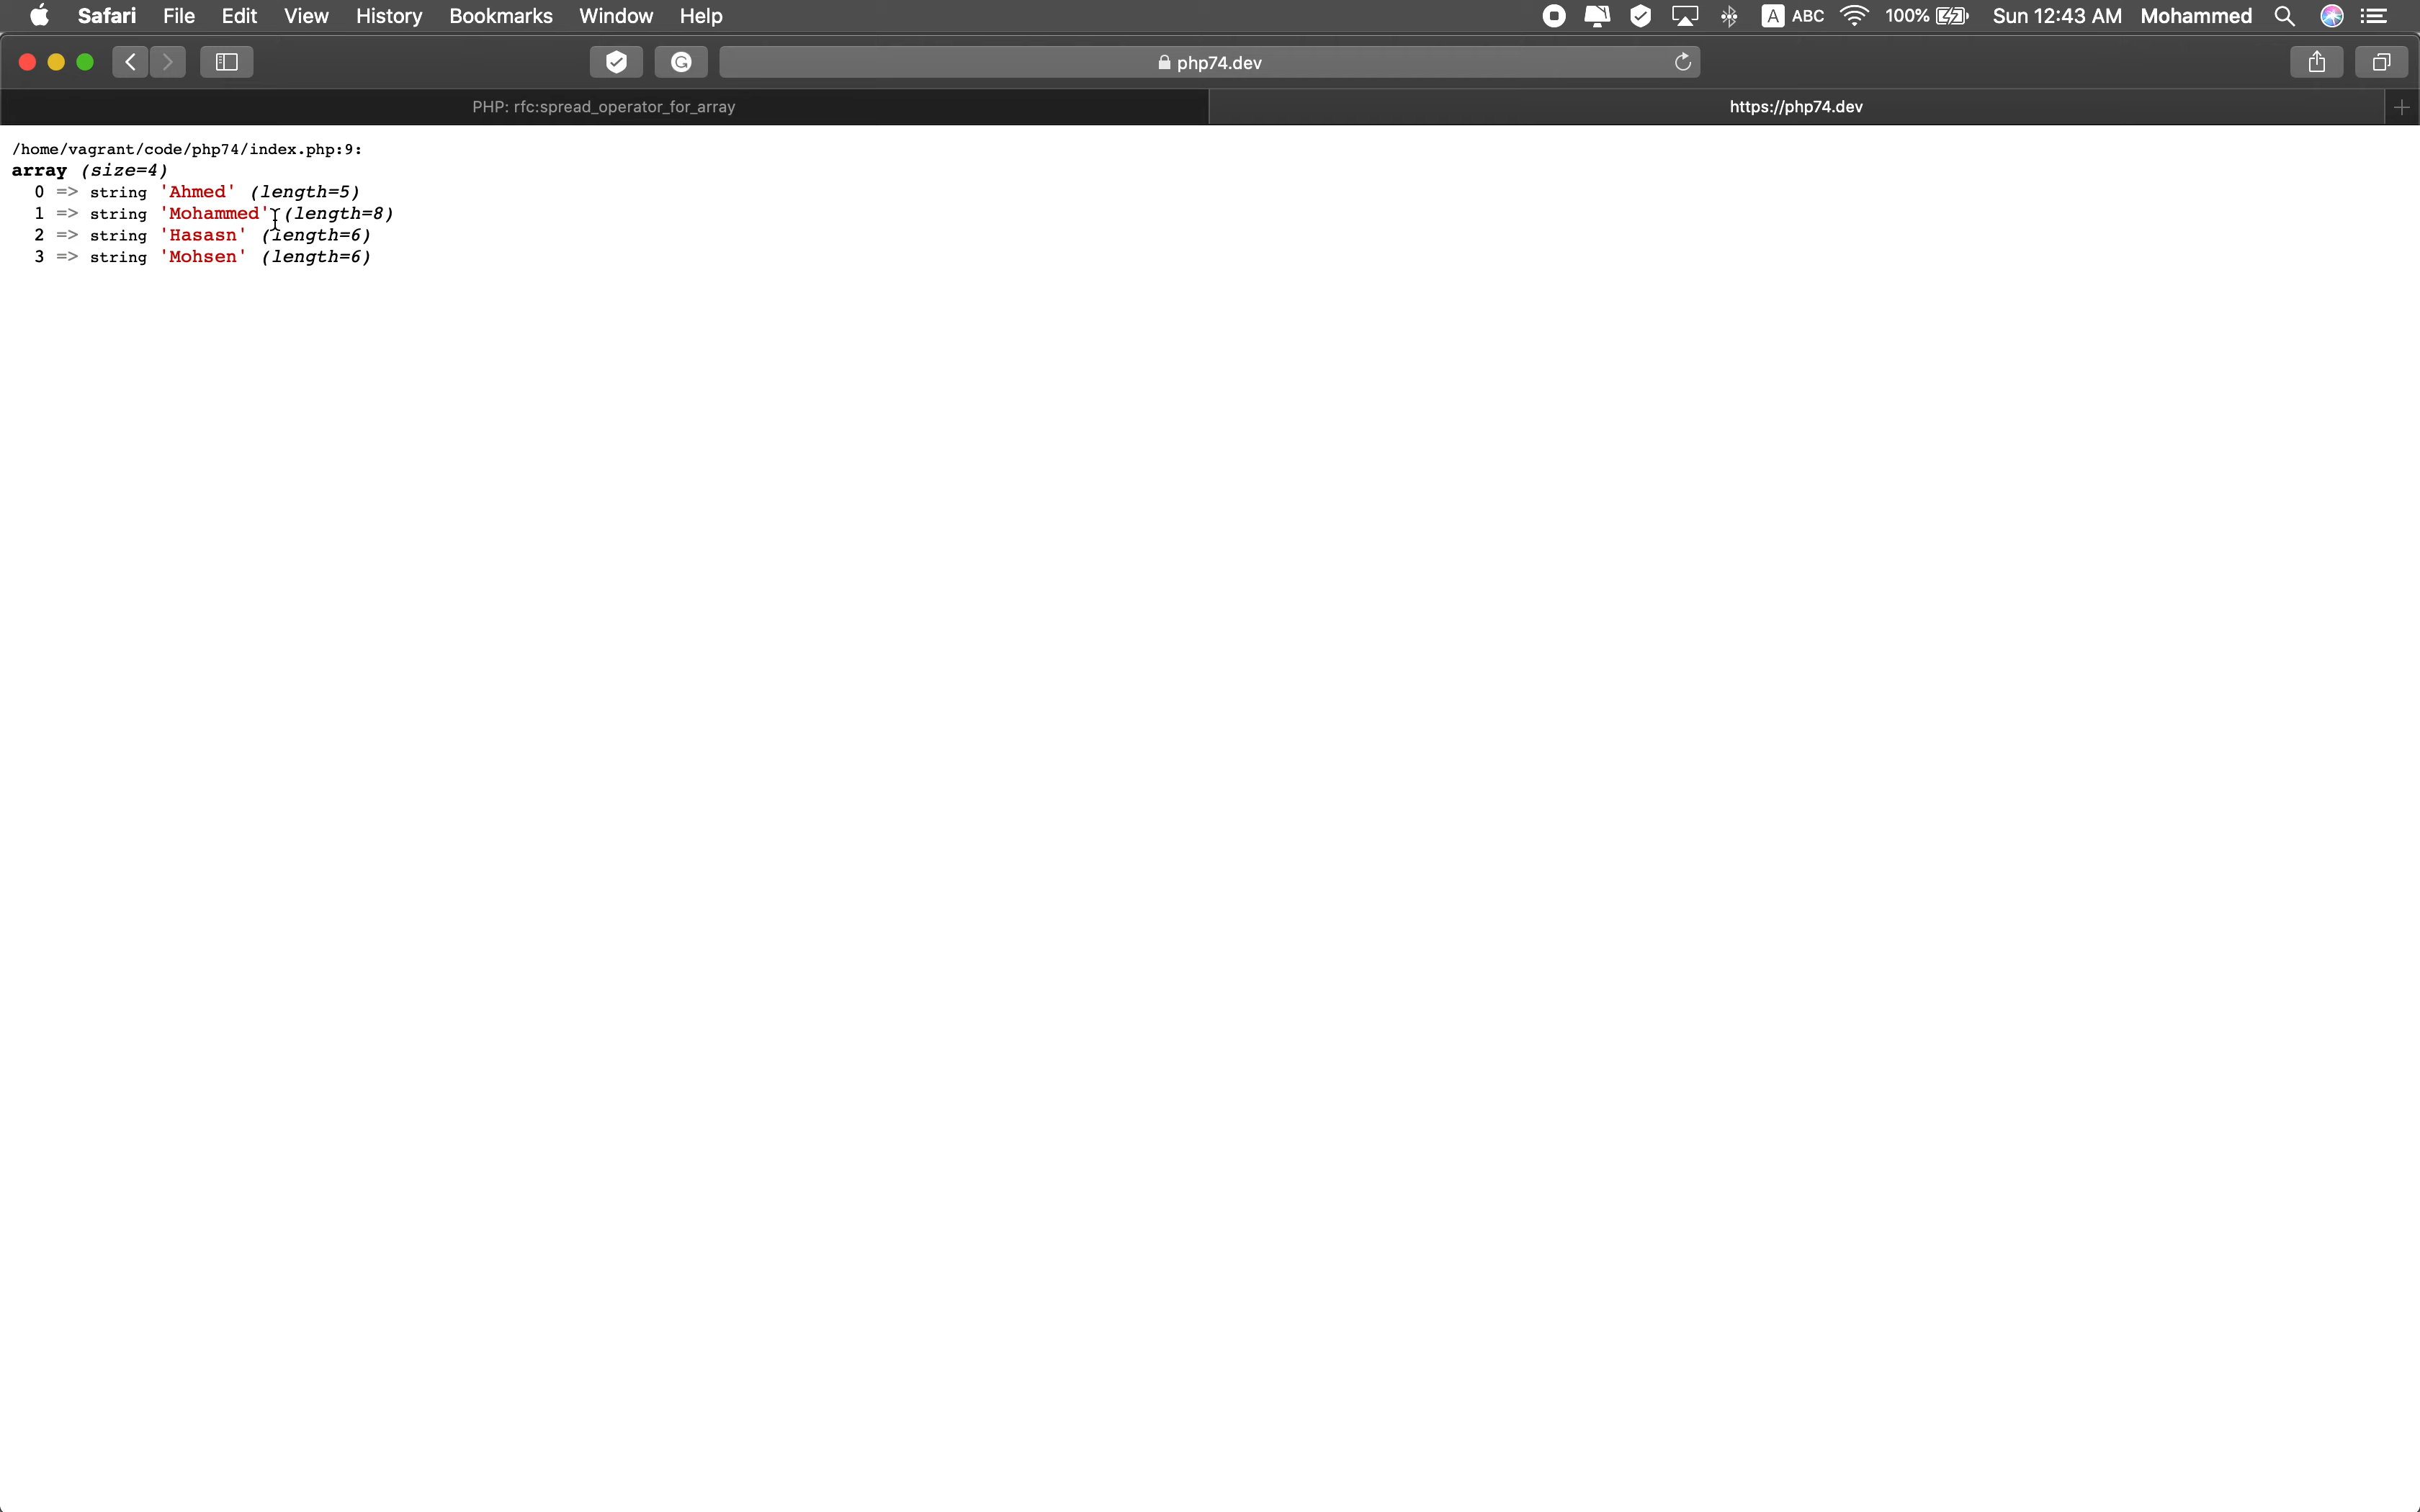 Safari File Edit View History Bookmarks Window Help A ABC 100% Sun 12:43 AM Mohammed
php74.dev
PHP: rfc:spread_operator_for_array https://php74.dev
/home/vagrant/code/php74/index.php:9:
array (size=4)
0 => string 'Ahmed' (length=5)
1 => string 'Mohammed' (length=8)
2 => string 'Hasasn' (length=6)
3 => string 'Mohsen' (length=6)